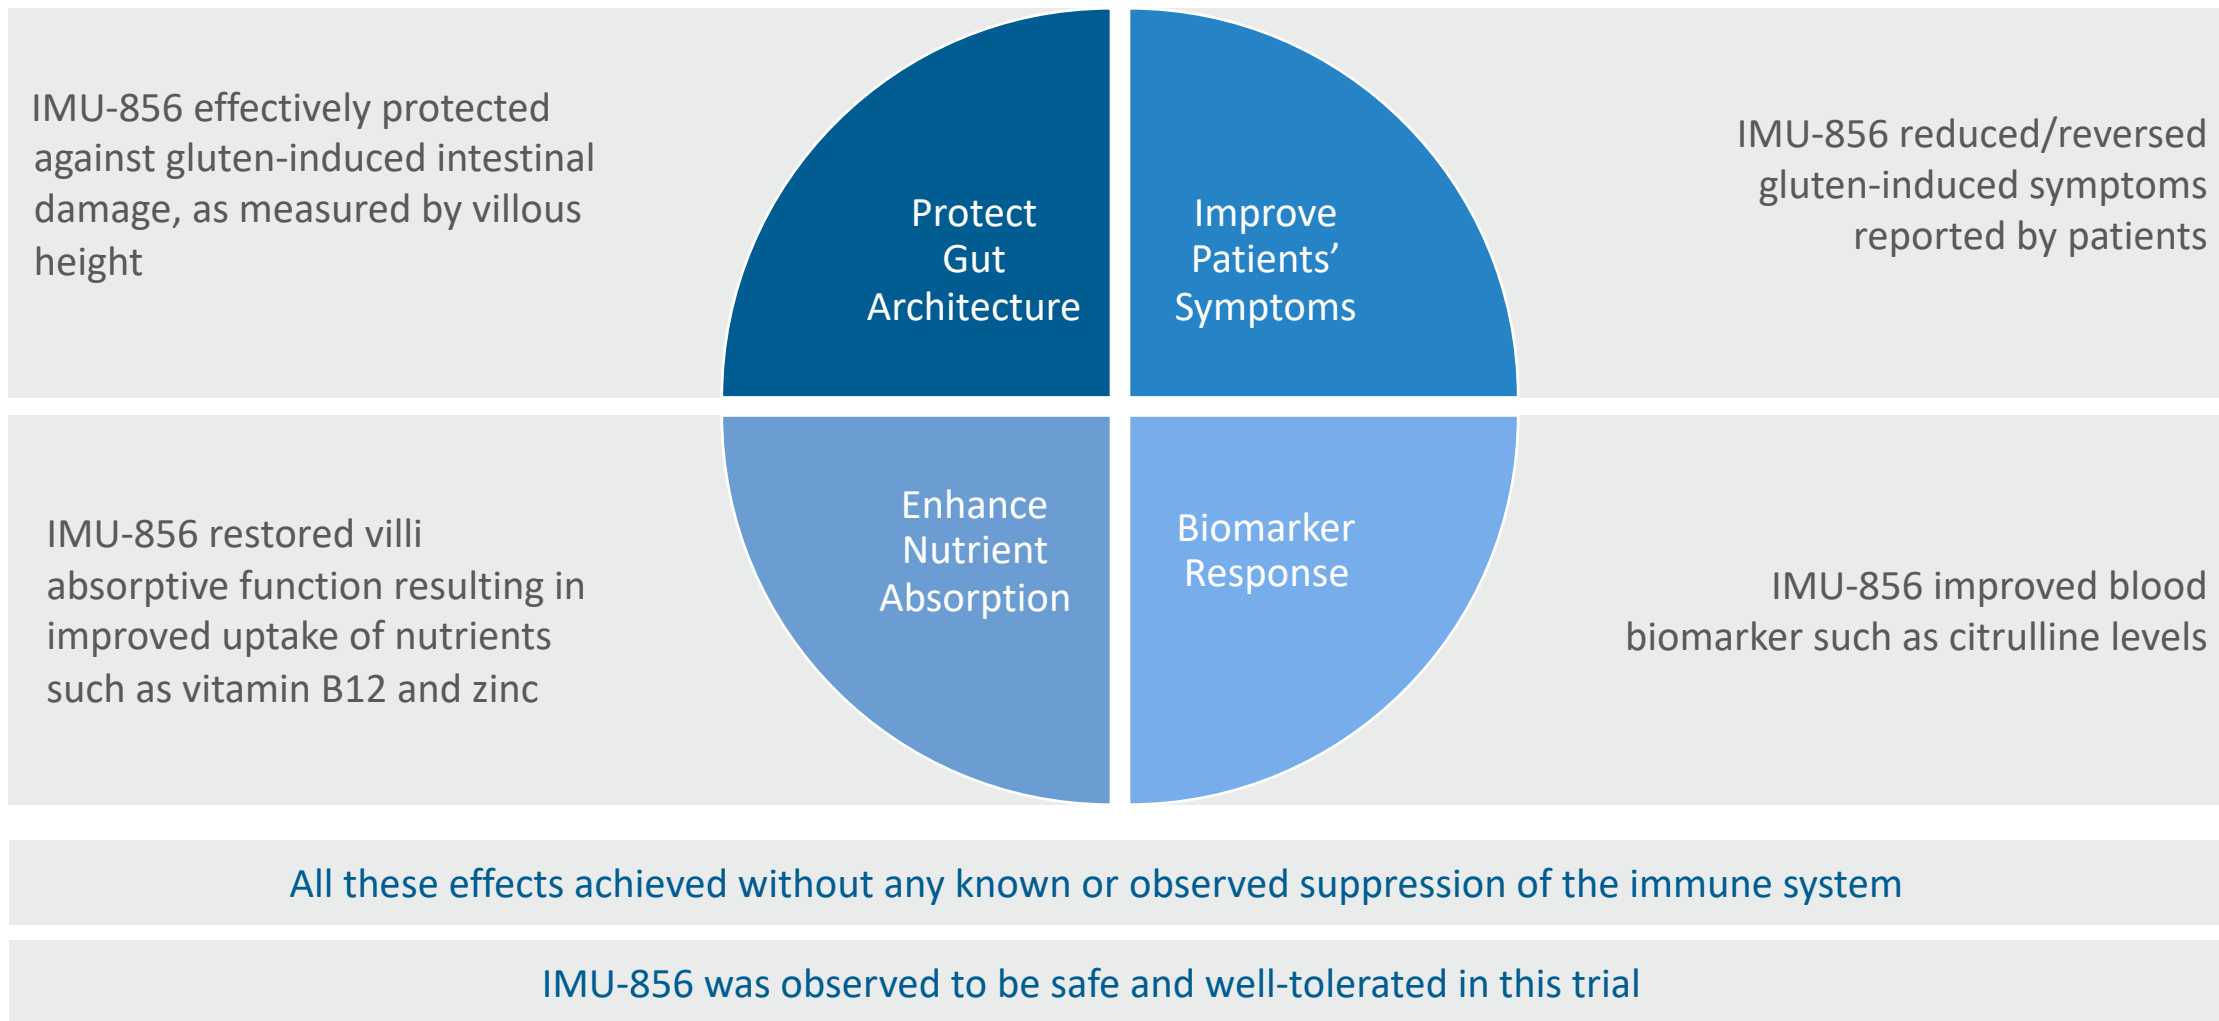 IMU-856 effectively protected
against gluten-induced intestinal
damage, as measured by villous
height
Protect
Gut
Architecture
Improve
Patients’
Symptoms
IMU-856 reduced/reversed
gluten-induced symptoms
reported by patients
IMU-856 restored villi
absorptive function resulting in
improved uptake of nutrients
such as vitamin B12 and zinc
Enhance
Nutrient
Absorption
Biomarker
Response
IMU-856 improved blood
biomarker such as citrulline levels
All these effects achieved without any known or observed suppression of the immune system
IMU-856 was observed to be safe and well-tolerated in this trial